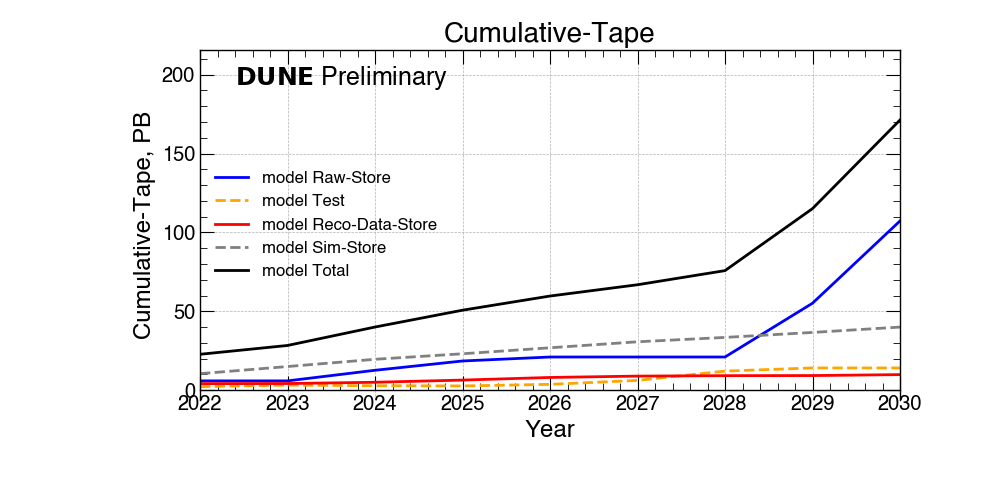 Cumulative-Tape
DUNE Preliminary
200
150
100
50
0
Cumulative-Tape, PB
model Raw-Store
model Test
model Reco-Data-Store
model Sim-Store
model Total
2022 2023 2024 2025 2026 2027 2028 2029 2030
Year